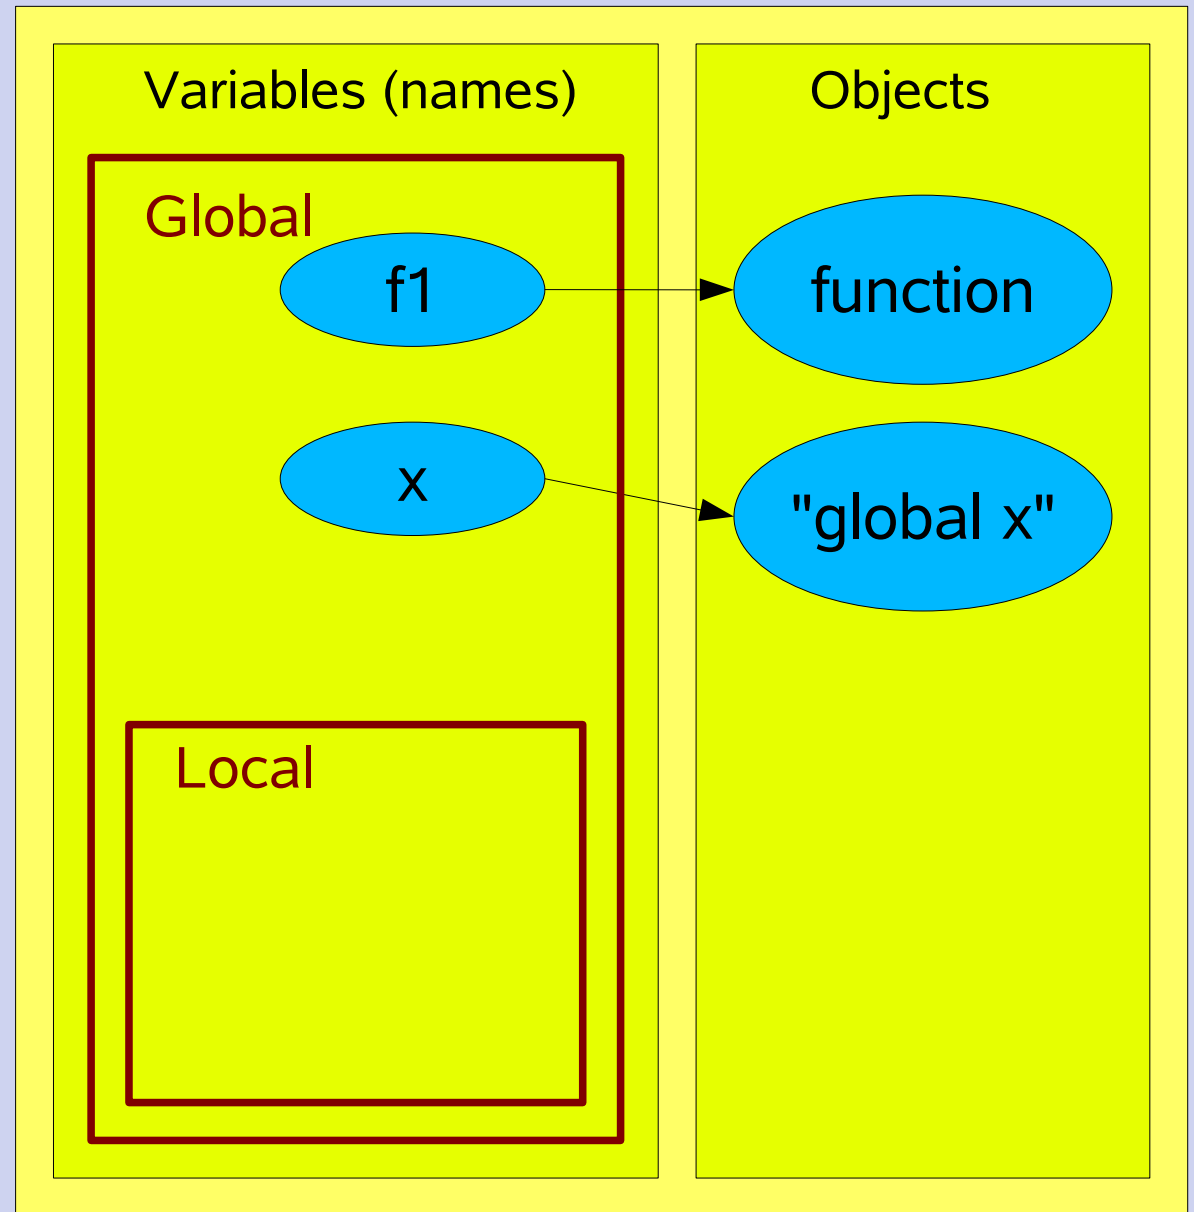 Variables (names)
Objects
Global
f1
function
x
"global x"
Local